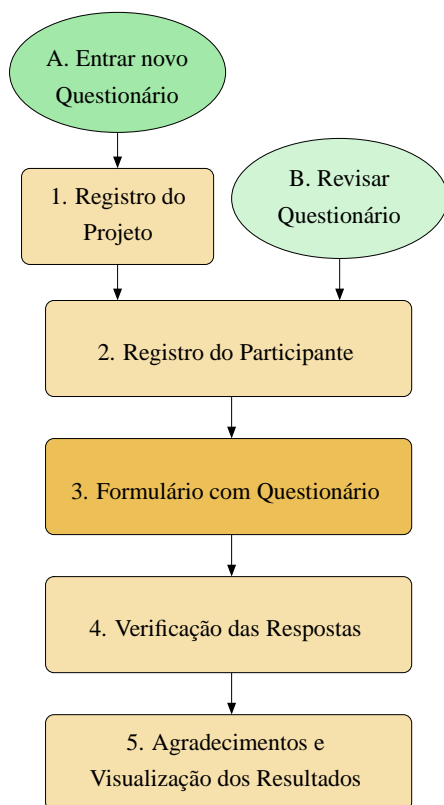 A. Entrar novo
Questionário
1. Registro do
Projeto
B. Revisar
Questionário
2. Registro do Participante
3. Formulário com Questionário
4. Verificação das Respostas
5. Agradecimentos e
Visualização dos Resultados